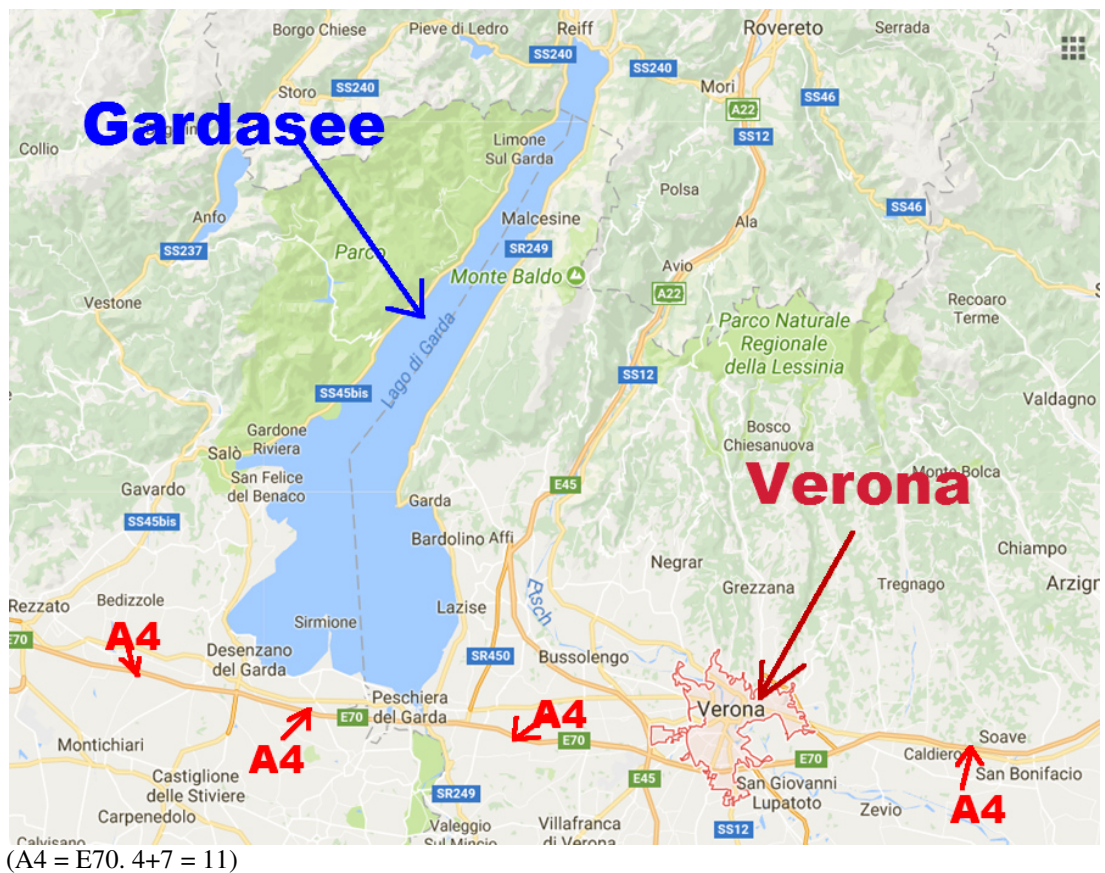 Borgo Chiese
Pieve di Ledro
Reiff
Rovereto
Serrada
SS240
SS240
Mori
Storo
SS240
SS46
A22
Gardasee
SS12
Collio
Limone
Sul Garda
Polsa
Anfo
Malcesine
SS46
Ala
SS237
Parco
SR249
Avio
Monte Baldo
A22
Vestone
Recoaro
Terme
Lago di Garda
Parco Naturale
Regionale
della Lessinia
SS12
SS45bis
Valdagno
Gardone
Riviera
Bosco
Chiesanuova
Salò
Verona
Monte Bolca
San Felice
del Benaco
Gavardo
E45
Garda
SS45bis
Bardolino
Affi
Chiampo
Negrar
Grezzana
Tregnago
Arzign
Etsch
Rezzato
Bedizzole
Lazise
Sirmione
E70
A4
Desenzano
del Garda
SR450
Bussolengo
Peschiera
del Garda
Verona
E70
A4
E70
Montichiari
A4
E70
Caldiero
Soave
San Bonifacio
Castiglione
delle Stiviere
E45
San Giovanni
Lupatoto
SR249
Zevio
A4
Carpenedolo
Valeggio
Sul Mincio
Villafranca
di Verona
SS12
Calvisano
(A4 = E70. 4+7 = 11)